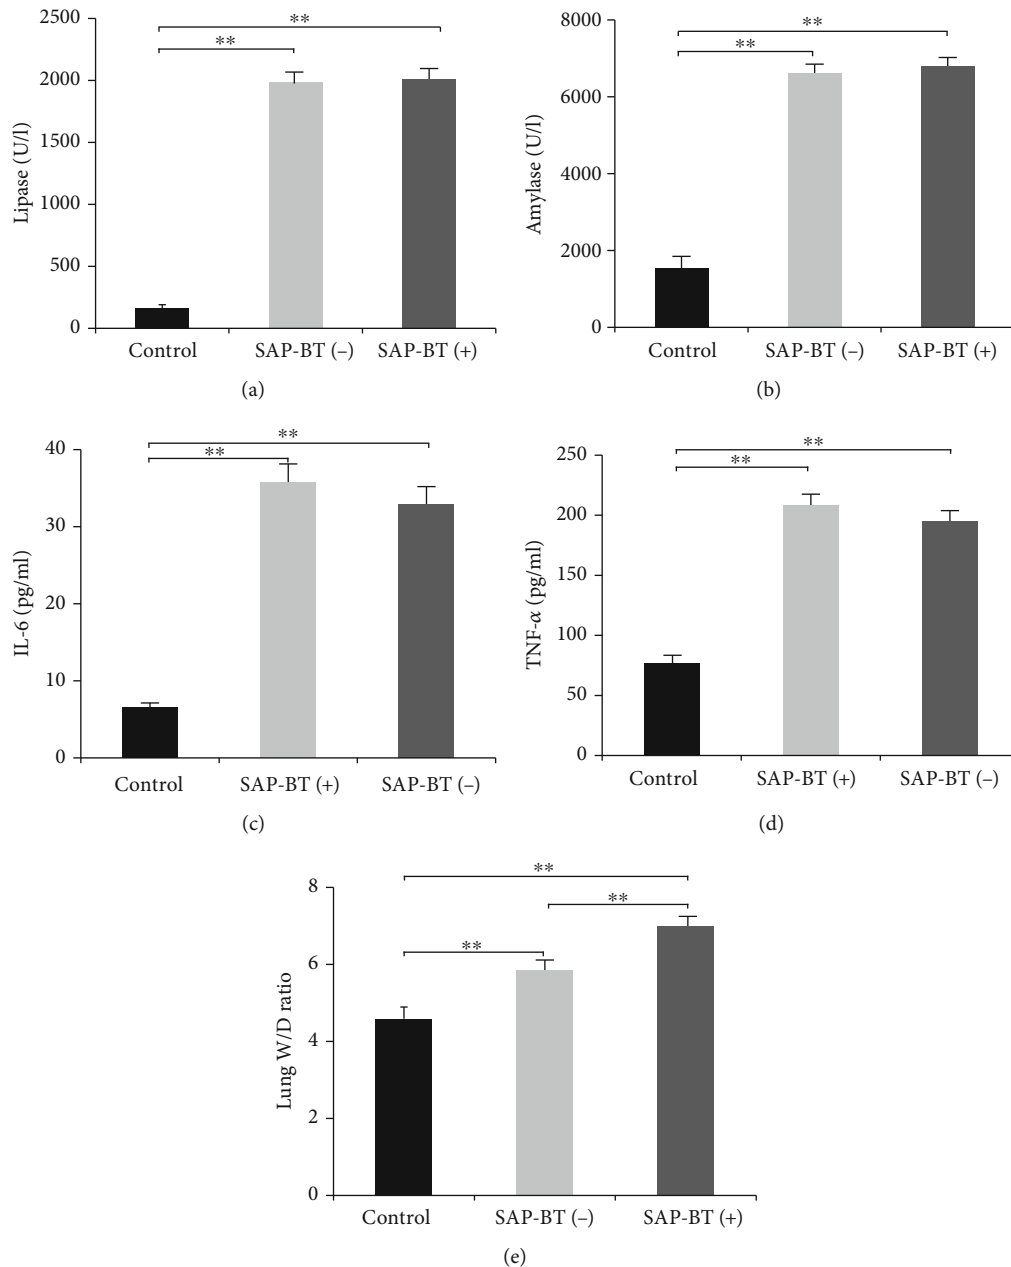 **
**
2500
2000
1500
1000
500
0
Lipase (U/l)
Control
SAP-BT (–)
SAP-BT (+)
(a)
**
**
8000
6000
4000
2000
0
Amylase (U/l)
Control
SAP-BT (–)
SAP-BT (+)
(b)
**
**
40
30
20
10
0
IL-6 (pg/ml)
Control
SAP-BT (+)
SAP-BT (–)
(c)
**
**
250
200
150
100
50
0
TNF-α (pg/ml)
Control
SAP-BT (+)
SAP-BT (–)
(d)
**
**
**
8
6
4
2
0
Lung W/D ratio
Control
SAP-BT (–)
SAP-BT (+)
(e)